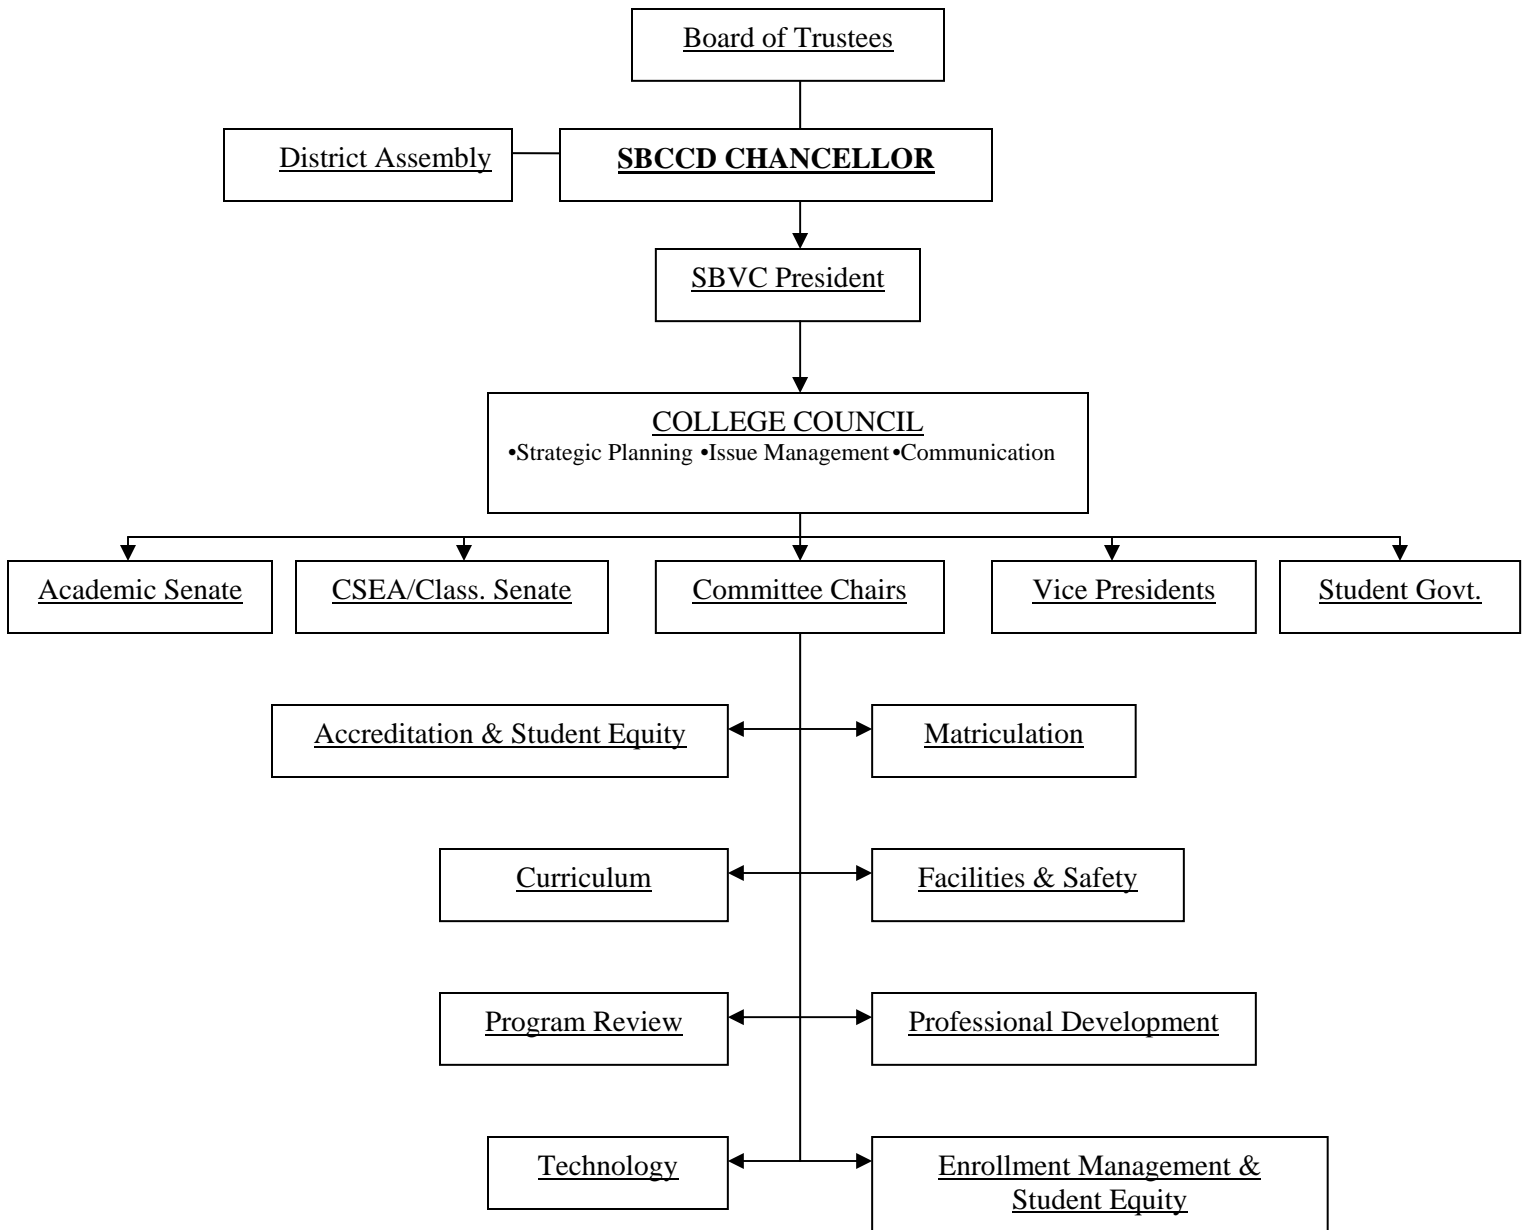 Board of Trustees
District Assembly
SBCCD CHANCELLOR
SBVC President
COLLEGE COUNCIL
•Strategic Planning •Issue Management •Communication
Academic Senate
CSEA/Class. Senate
Committee Chairs
Vice Presidents
Student Govt.
Accreditation & Student Equity
Matriculation
Curriculum
Facilities & Safety
Program Review
Professional Development
Technology
Enrollment Management &
Student Equity